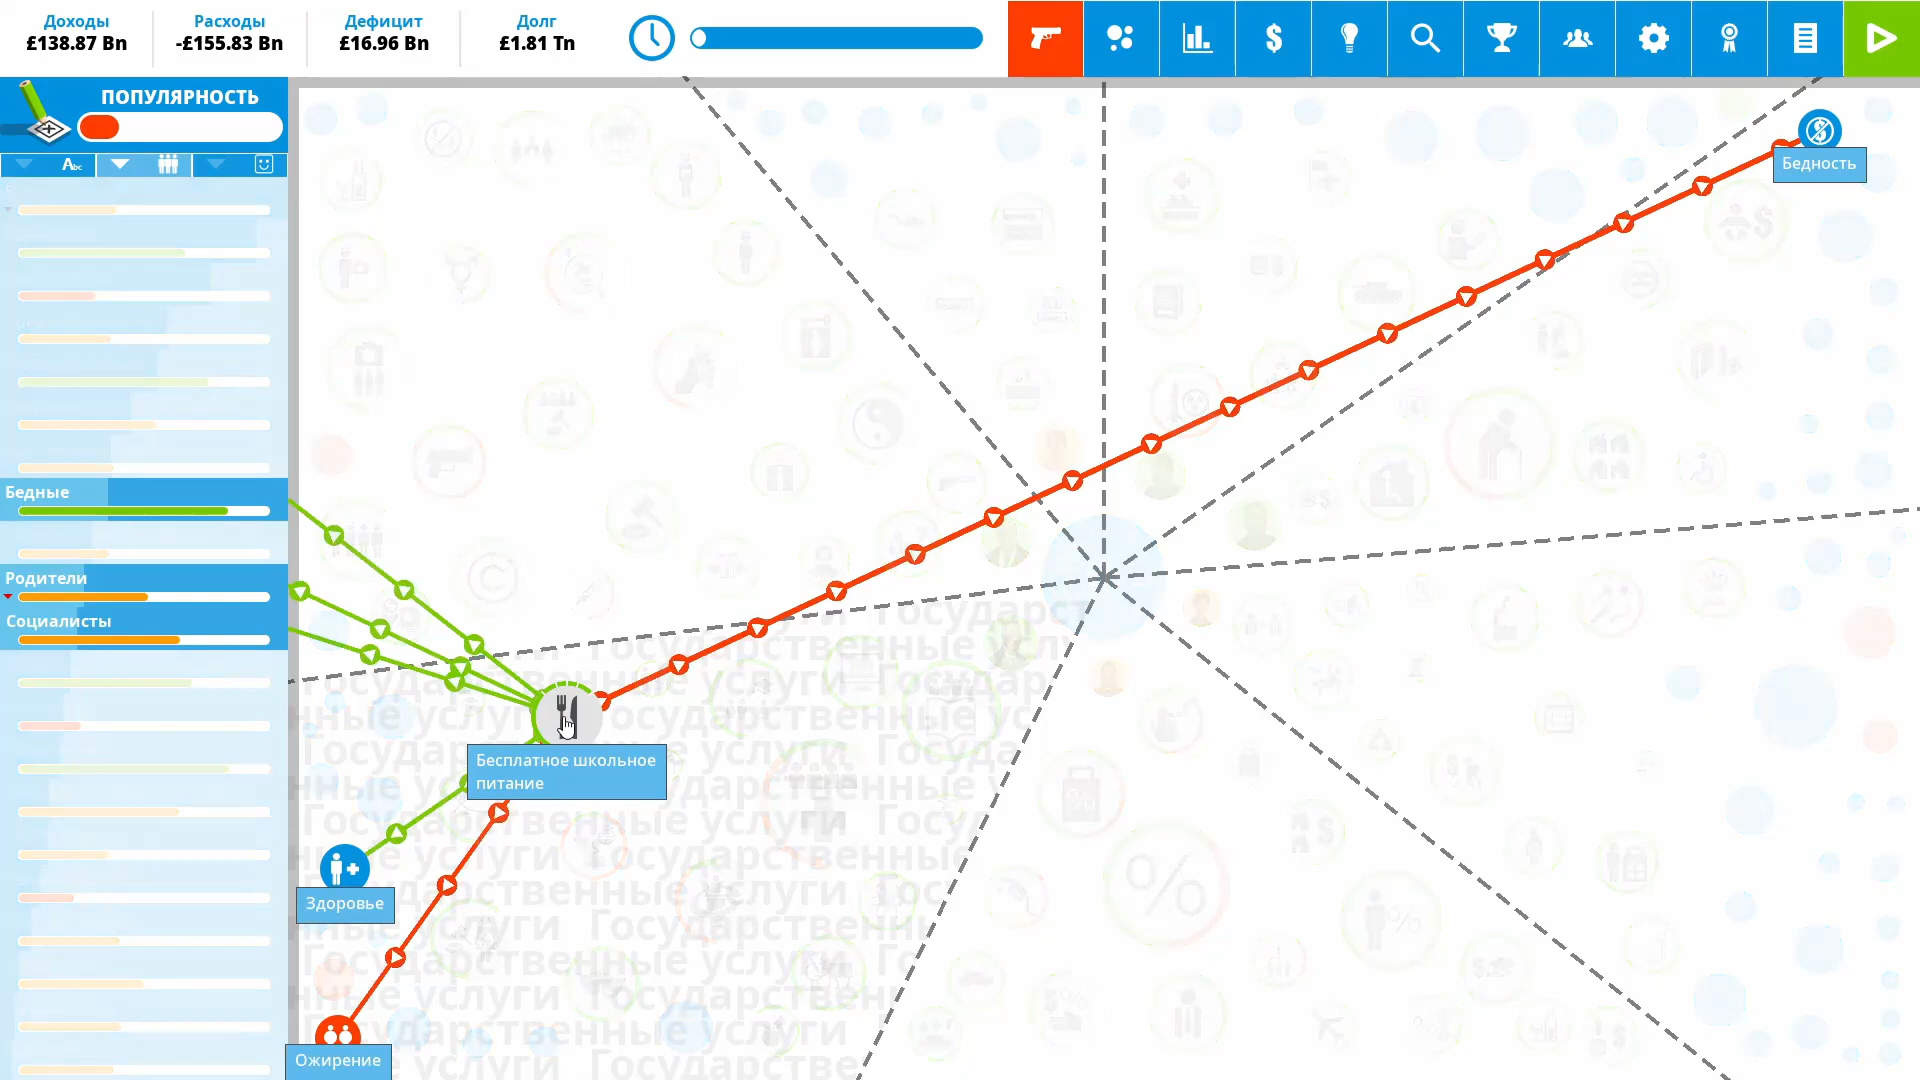 Доходы
£138.87 Bn
Расходы
-£155.83 Bn
Дефицит
£16.96 Bn
Долг
£1.81 Tn
ПОПУЛЯРНОСТЬ
Abc
Бедность
Бедные
Родители
Социалисты
Бесплатное школьное
питание
Здоровье
Ожирение
Государственные услуги